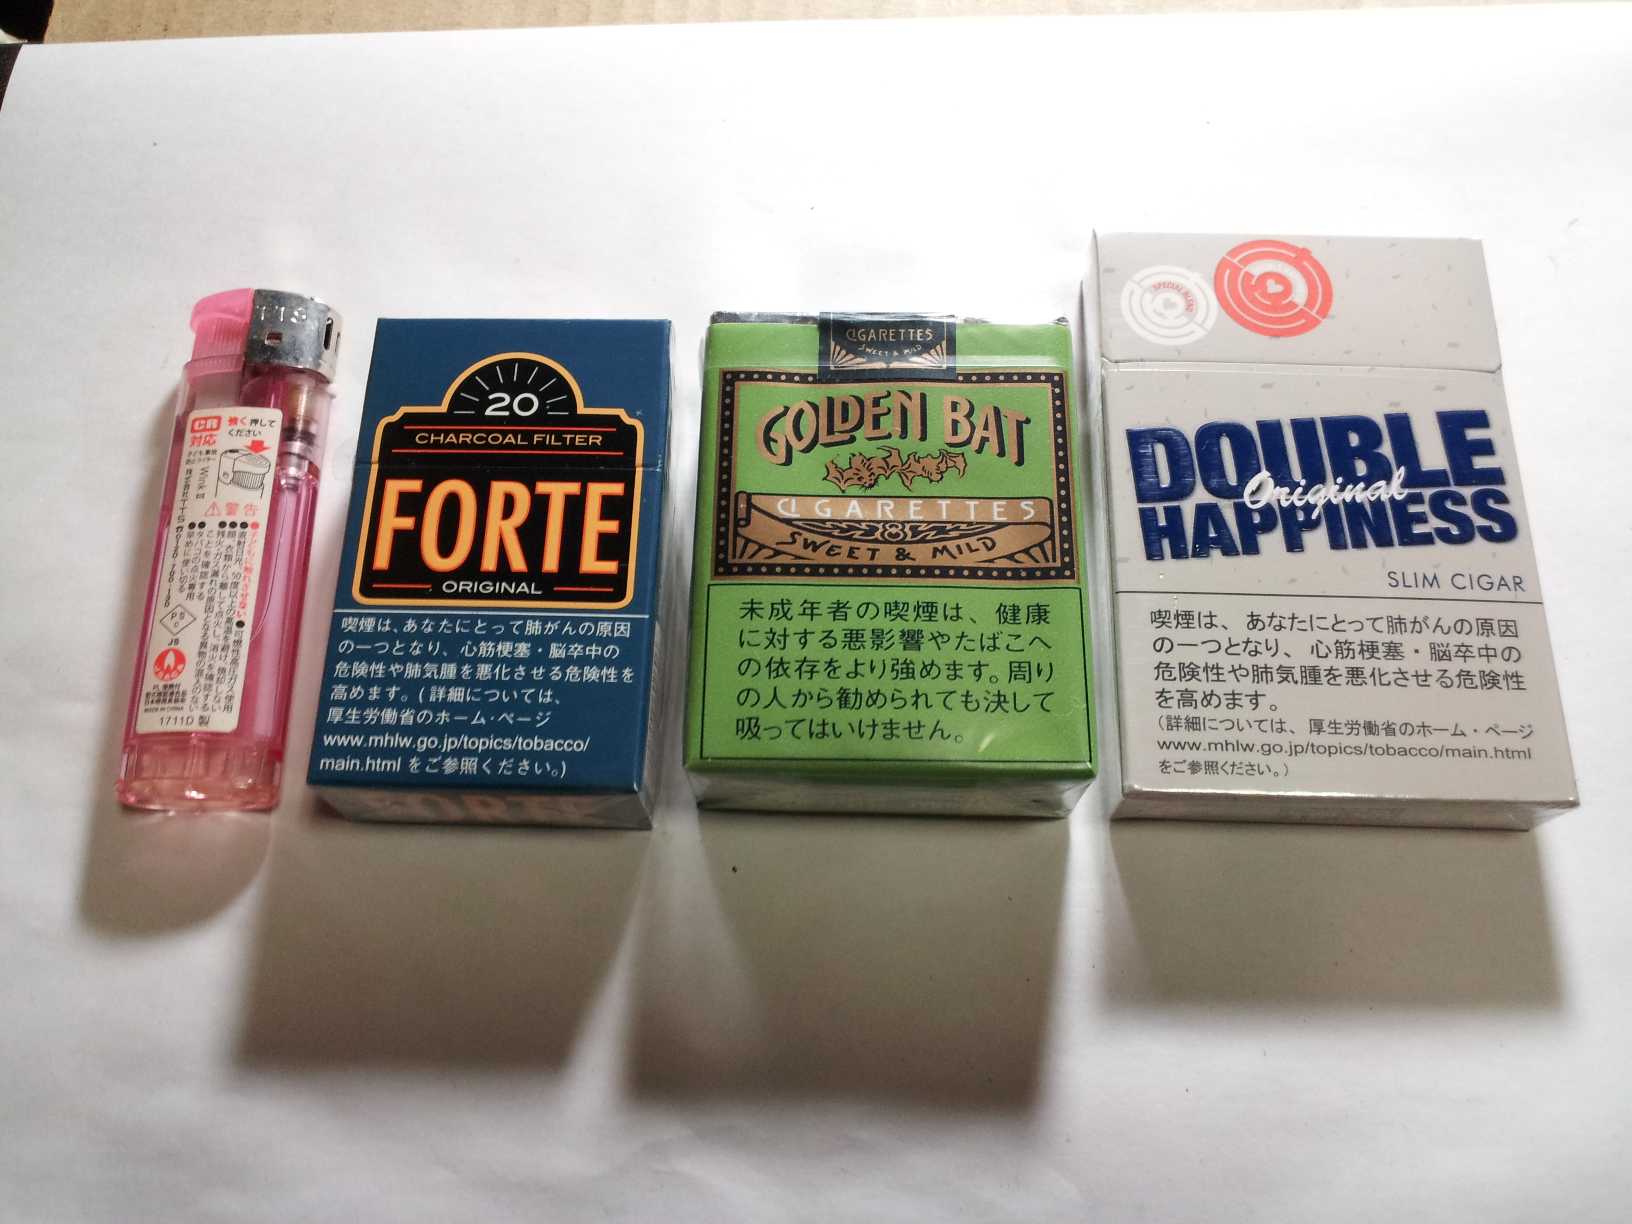 TTS
CR
対応
強く押して
ください
Wink
警告
1711D 製
20
CHARCOAL FILTER
FORTE
ORIGINAL
喫煙は、あなたにとって肺がんの原因
の一つとなり、心筋梗塞・脳卒中の
危険性や肺気腫を悪化させる危険性を
高めます。(詳細については、
厚生労働省のホーム・ページ
www.mhlw.go.jp/topics/tobacco/
main.html をご参照ください。)
FORTE
CIGARETTES
SWEET & MILD
GOLDEN BAT
CIGARETTES
SWEET & MILD
未成年者の喫煙は、健康
に対する悪影響やたばこへ
の依存をより強めます。周り
の人から勧められても決して
吸ってはいけません。
SPECIAL BLEND
DOUBLE
Original
HAPPINESS
SLIM CIGAR
喫煙は、あなたにとって肺がんの原因
の一つとなり、心筋梗塞・脳卒中の
危険性や肺気腫を悪化させる危険性
を高めます。
(詳細については、厚生労働省のホーム・ページ
www.mhlw.go.jp/topics/tobacco/main.html
をご参照ください。)